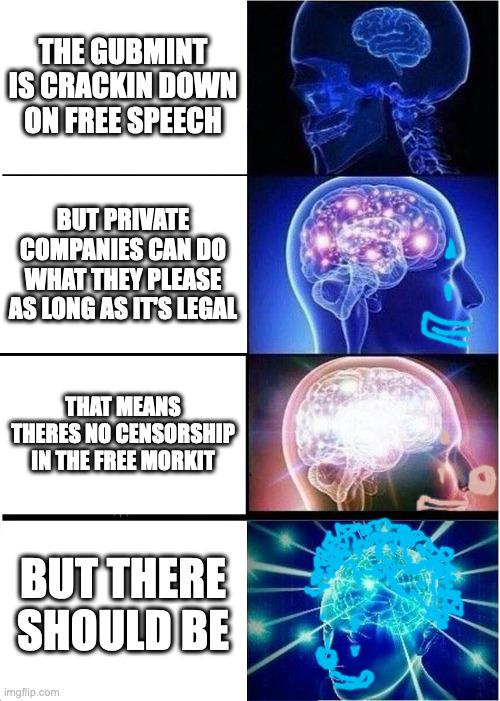 THE GUBMINT
IS CRACKIN DOWN
ON FREE SPEECH
BUT PRIVATE
COMPANIES CAN DO
WHAT THEY PLEASE
AS LONG AS IT'S LEGAL
THAT MEANS
THERES NO CENSORSHIP
IN THE FREE MORKIT
BUT THERE
SHOULD BE
imgflip.com